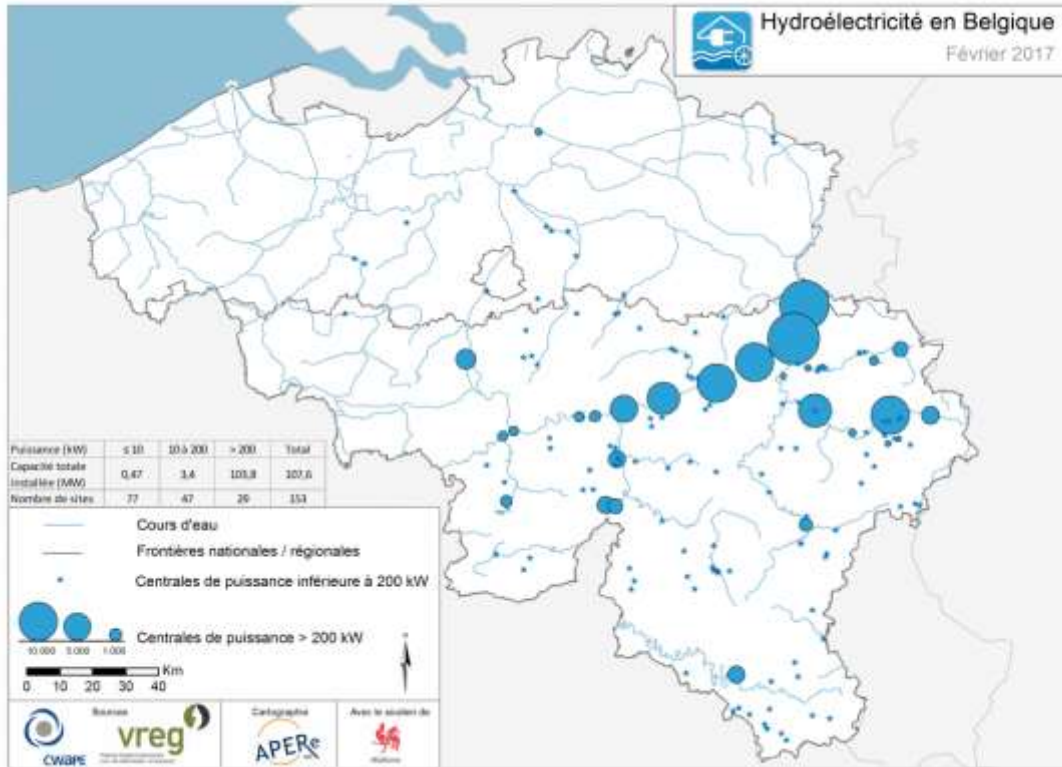 Hydroélectricité en Belgique
Février 2017
Puissance (kW) ≤ 10 10 à 200 > 200 Total
Capacité totale
installée (MW) 0,47 3,4 103,8 107,6
Nombre de sites 77 47 29 153
Cours d'eau
Frontières nationales / régionales
Centrales de puissance inférieure à 200 kW
Centrales de puissance > 200 kW
10.000 5.000 1.000
Km
0 10 20 30 40
Sources
Cartographie
Avec le soutien de
CWAPE
vreg
APERe
Wallonie